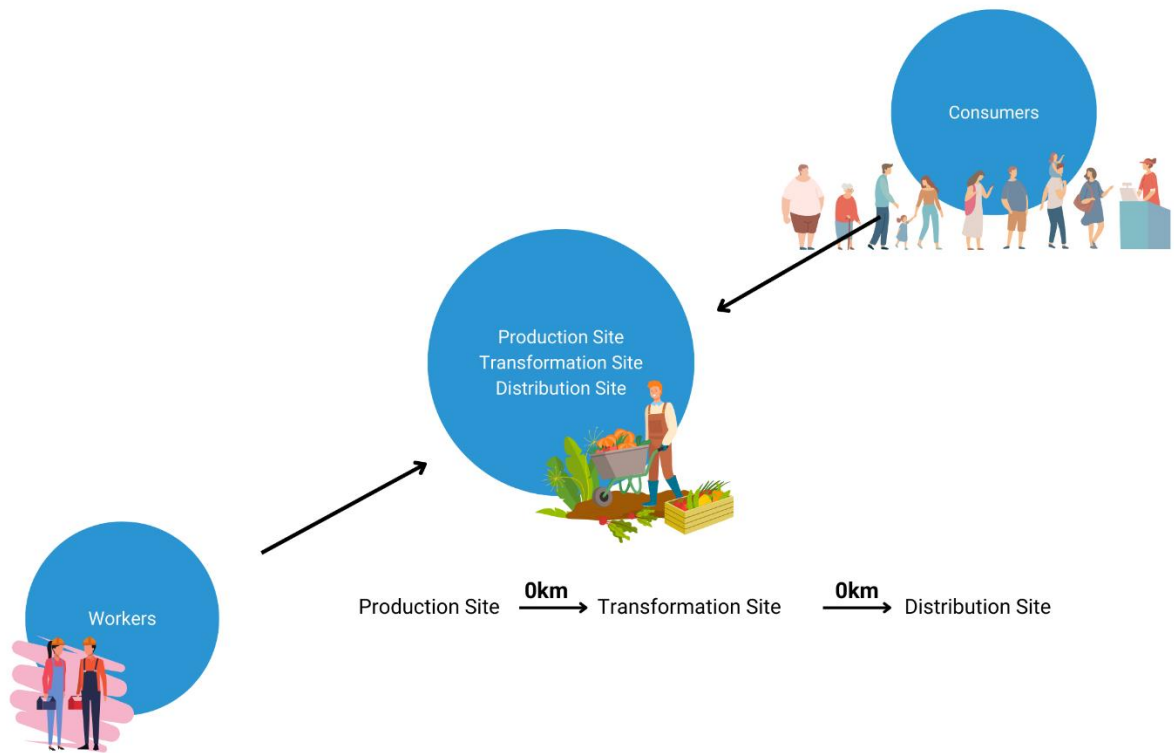 Consumers
Production Site
Transformation Site
Distribution Site
Workers
0km 0km
Production Site Transformation Site Distribution Site